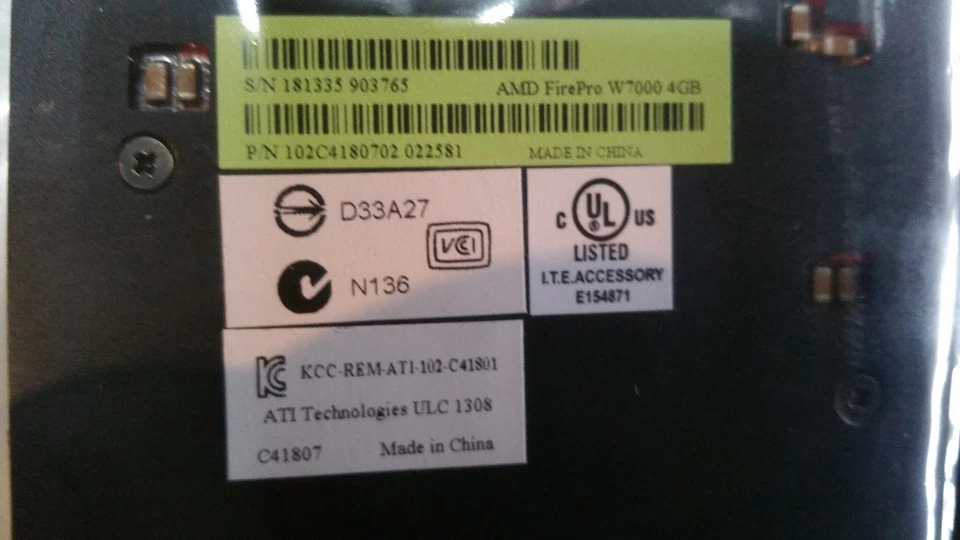 S/N 181335 903765
AMD FirePro W7000 4GB
P/N 102C4180702 022581
MADE IN CHINA
D33A27
VCI
N136
C UL US
®
LISTED
I.T.E.ACCESSORY
E154871
KC KCC-REM-ATI-102-C41801
ATI Technologies ULC 1308
C41807
Made in China